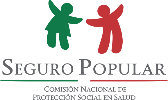 SEGURO POPULAR
COMISIÓN NACIONAL DE
PROTECCIÓN SOCIAL EN SALUD